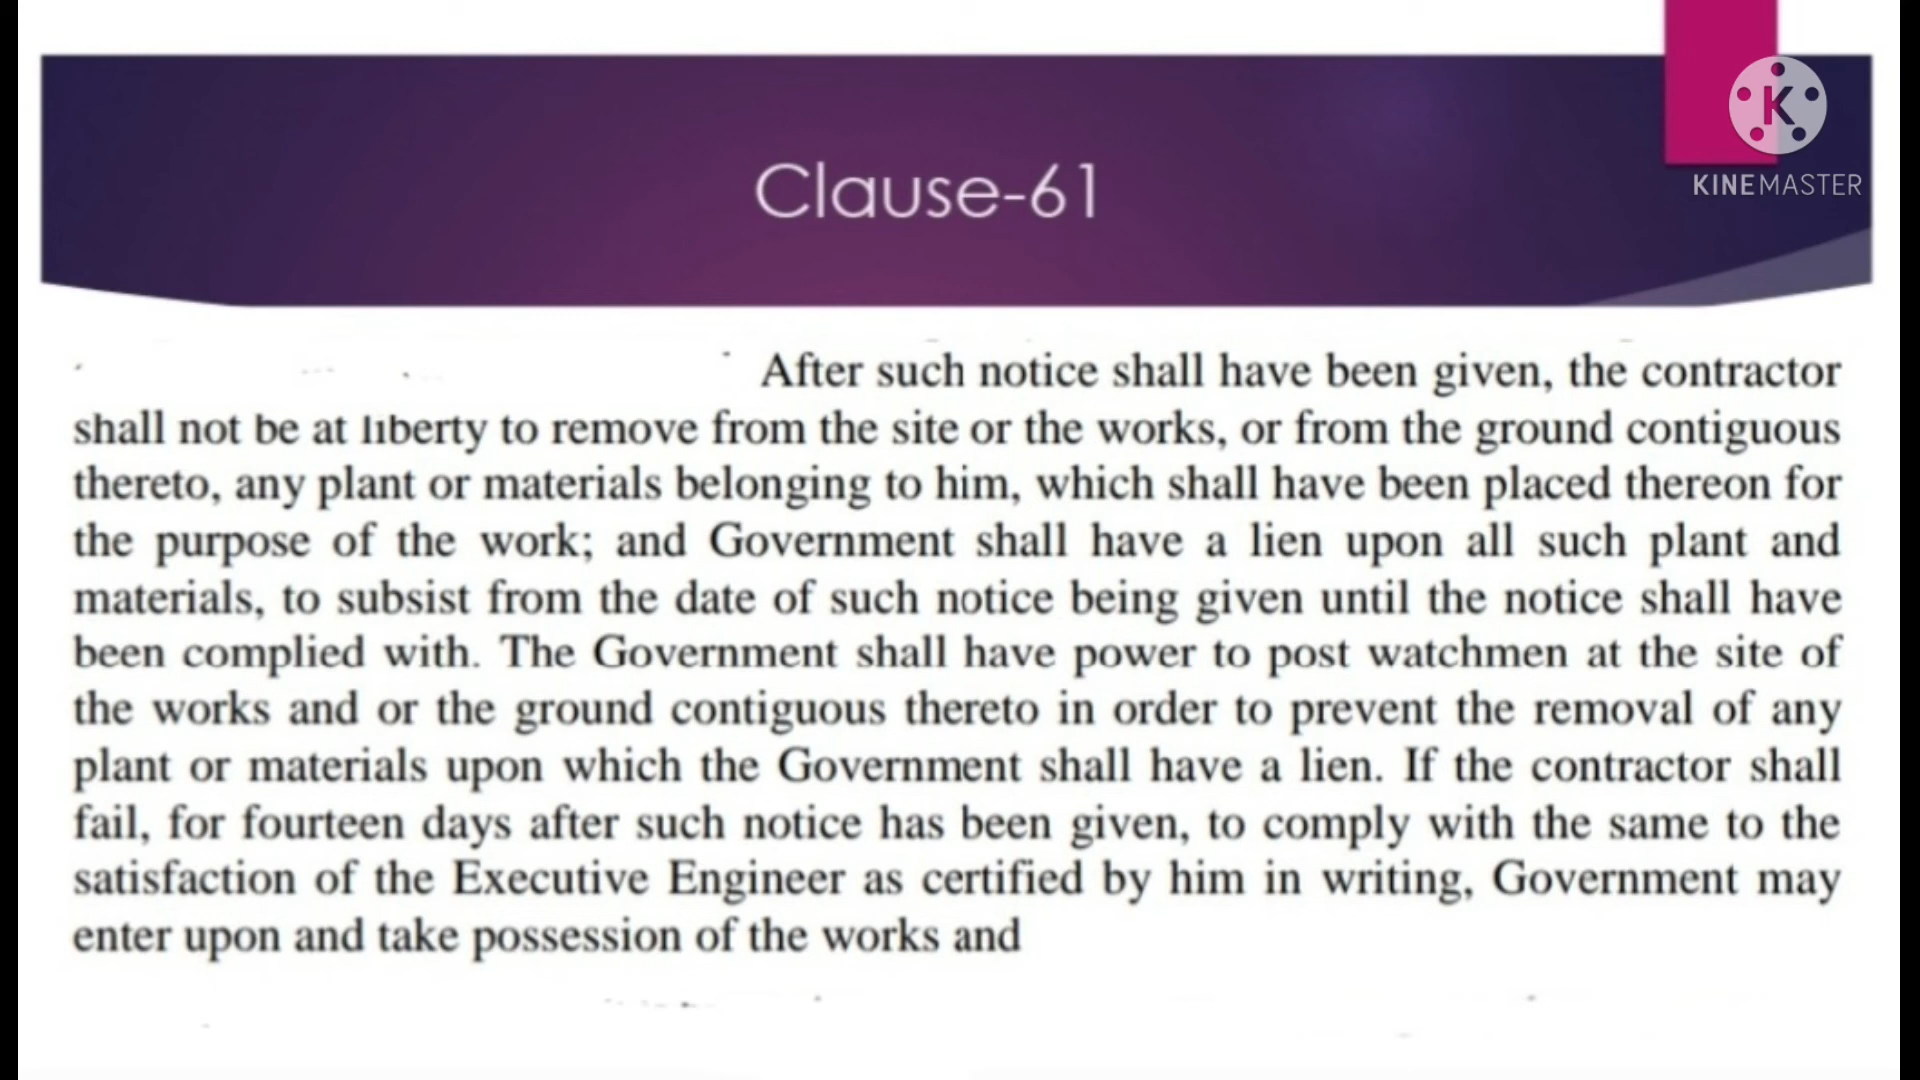 Clause-61
K
KINEMASTER
After such notice shall have been given, the contractor
shall not be at liberty to remove from the site or the works, or from the ground contiguous
thereto, any plant or materials belonging to him, which shall have been placed thereon for
the purpose of the work; and Government shall have a lien upon all such plant and
materials, to subsist from the date of such notice being given until the notice shall have
been complied with. The Government shall have power to post watchmen at the site of
the works and or the ground contiguous thereto in order to prevent the removal of any
plant or materials upon which the Government shall have a lien. If the contractor shall
fail, for fourteen days after such notice has been given, to comply with the same to the
satisfaction of the Executive Engineer as certified by him in writing, Government may
enter upon and take possession of the works and